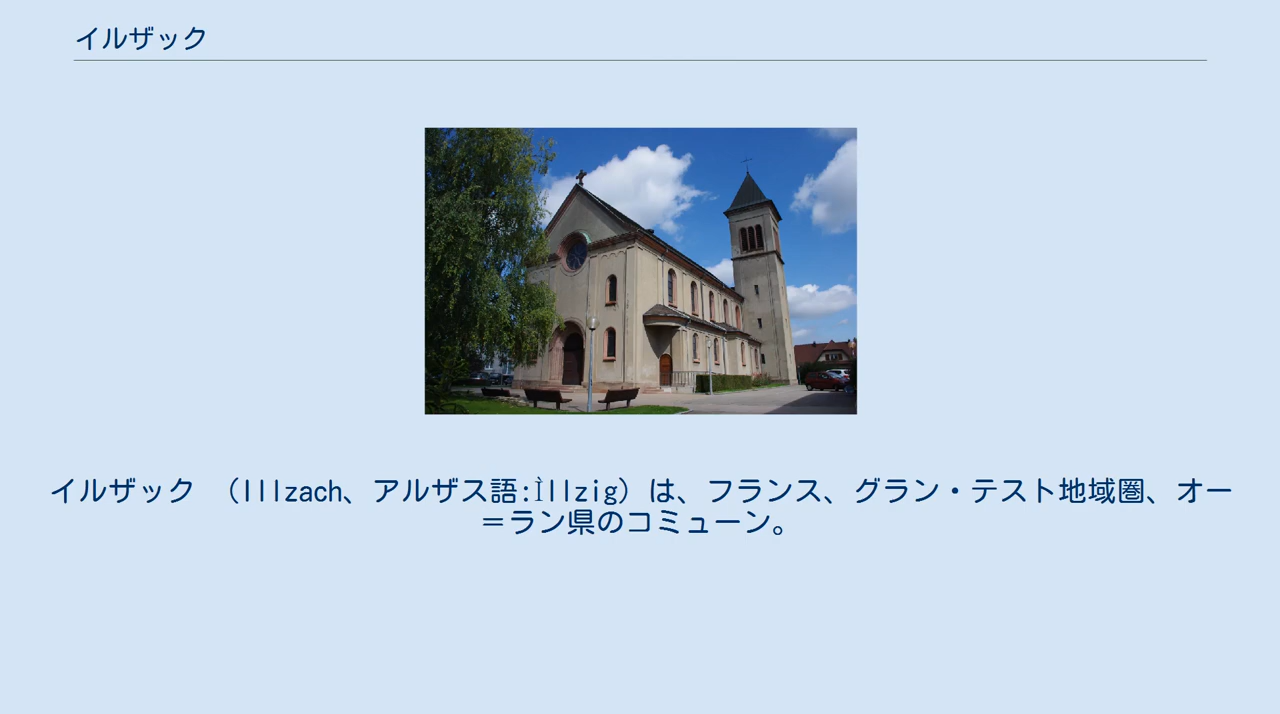 イルザック
イルザック （Illzach、アルザス語:Ìllzig）は、フランス、グラン・テスト地域圏、オー
＝ラン県のコミューン。